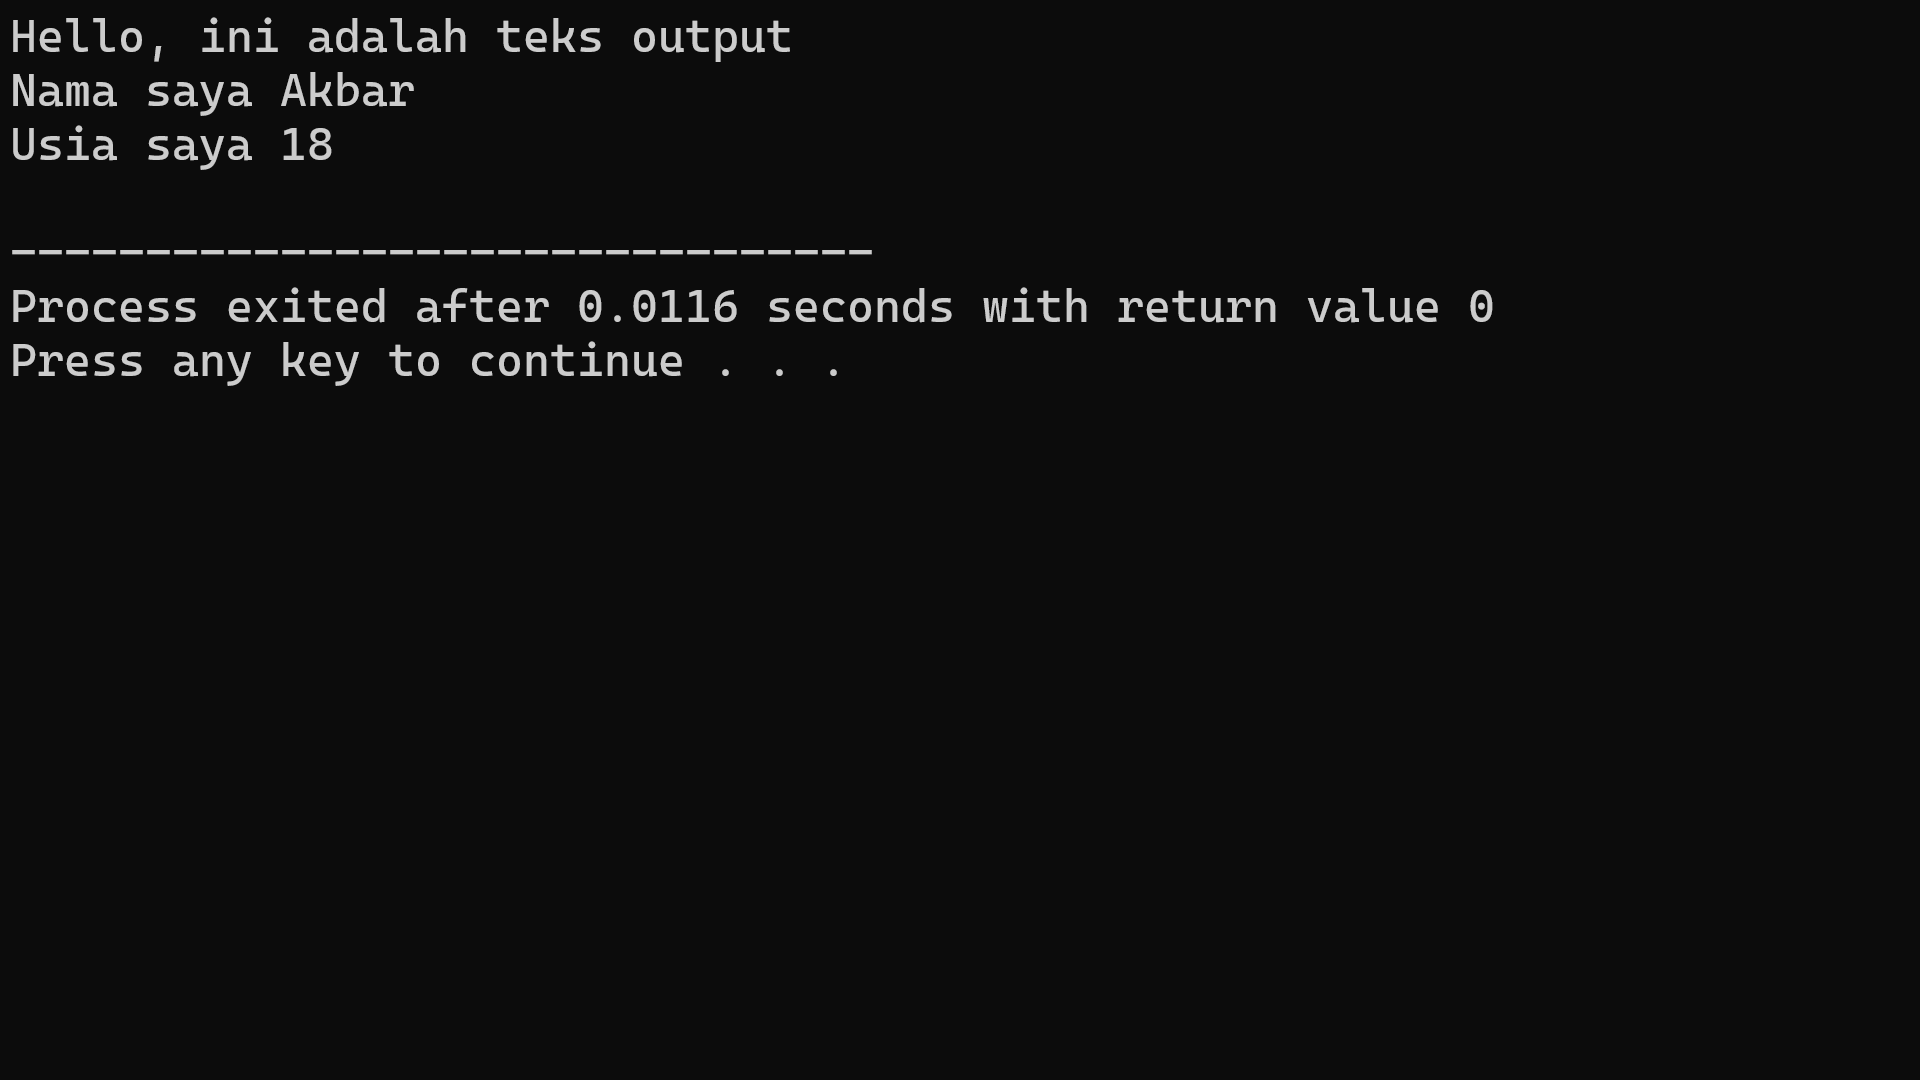 Hello, ini adalah teks output
Nama saya Akbar
Usia saya 18
--------------------------------
Process exited after 0.0116 seconds with return value 0
Press any key to continue . . .